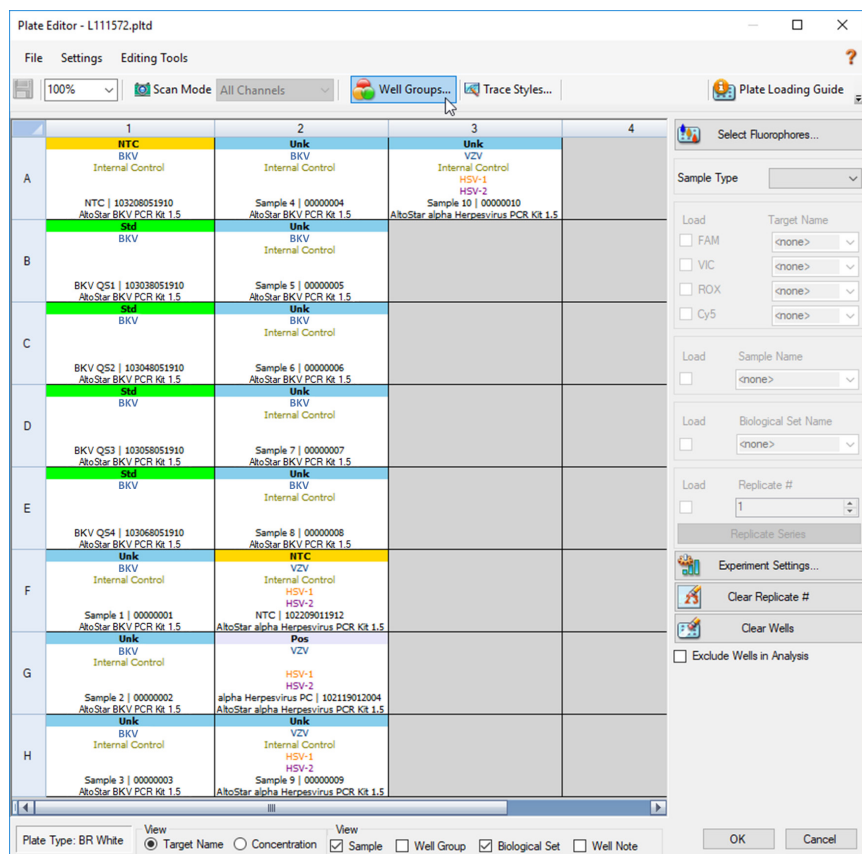 Plate Editor - L111572.pltd
File Settings Editing Tools ?
100% Scan Mode All Channels Well Groups... Trace Styles... Plate Loading Guide
1 2 3 4
A
NTC
BKV
Internal Control
NTC | 103208051910
AltoStar BKV PCR Kit 1.5
Unk
BKV
Internal Control
Sample 4 | 00000004
AltoStar BKV PCR Kit 1.5
Unk
VZV
Internal Control
HSV-1
HSV-2
Sample 10 | 00000010
AltoStar alpha Herpesvirus PCR Kit 1.5
B
Std
BKV
BKV QS1 | 103038051910
AltoStar BKV PCR Kit 1.5
Unk
BKV
Internal Control
Sample 5 | 00000005
AltoStar BKV PCR Kit 1.5
C
Std
BKV
BKV QS2 | 103048051910
AltoStar BKV PCR Kit 1.5
Unk
BKV
Internal Control
Sample 6 | 00000006
AltoStar BKV PCR Kit 1.5
D
Std
BKV
BKV QS3 | 103058051910
AltoStar BKV PCR Kit 1.5
Unk
BKV
Internal Control
Sample 7 | 00000007
AltoStar BKV PCR Kit 1.5
E
Std
BKV
BKV QS4 | 103068051910
AltoStar BKV PCR Kit 1.5
Unk
BKV
Internal Control
Sample 8 | 00000008
AltoStar BKV PCR Kit 1.5
F
Unk
BKV
Internal Control
Sample 1 | 00000001
AltoStar BKV PCR Kit 1.5
NTC
VZV
Internal Control
HSV-1
HSV-2
NTC | 102209011912
AltoStar alpha Herpesvirus PCR Kit 1.5
G
Unk
BKV
Internal Control
Sample 2 | 00000002
AltoStar BKV PCR Kit 1.5
Pos
VZV
HSV-1
HSV-2
alpha Herpesvirus PC | 102119012004
AltoStar alpha Herpesvirus PCR Kit 1.5
H
Unk
BKV
Internal Control
Sample 3 | 00000003
AltoStar BKV PCR Kit 1.5
Unk
VZV
Internal Control
HSV-1
HSV-2
Sample 9 | 00000009
AltoStar alpha Herpesvirus PCR Kit 1.5
Select Fluorophores...
Sample Type
Load Target Name
FAM <none>
VIC <none>
ROX <none>
Cy5 <none>
Load Sample Name
<none>
Load Biological Set Name
<none>
Load Replicate #
1
Replicate Series
Experiment Settings...
Clear Replicate #
Clear Wells
Exclude Wells in Analysis
Plate Type: BR White
View
Target Name Concentration
View
Sample Well Group Biological Set Well Note
OK Cancel